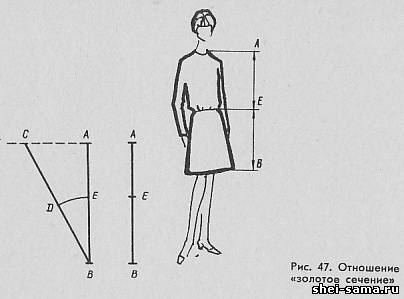 A
E
B
C A A
E E
D
B B
Рис. 47. Отношение
«золотое сечение»
shei-sama.ru